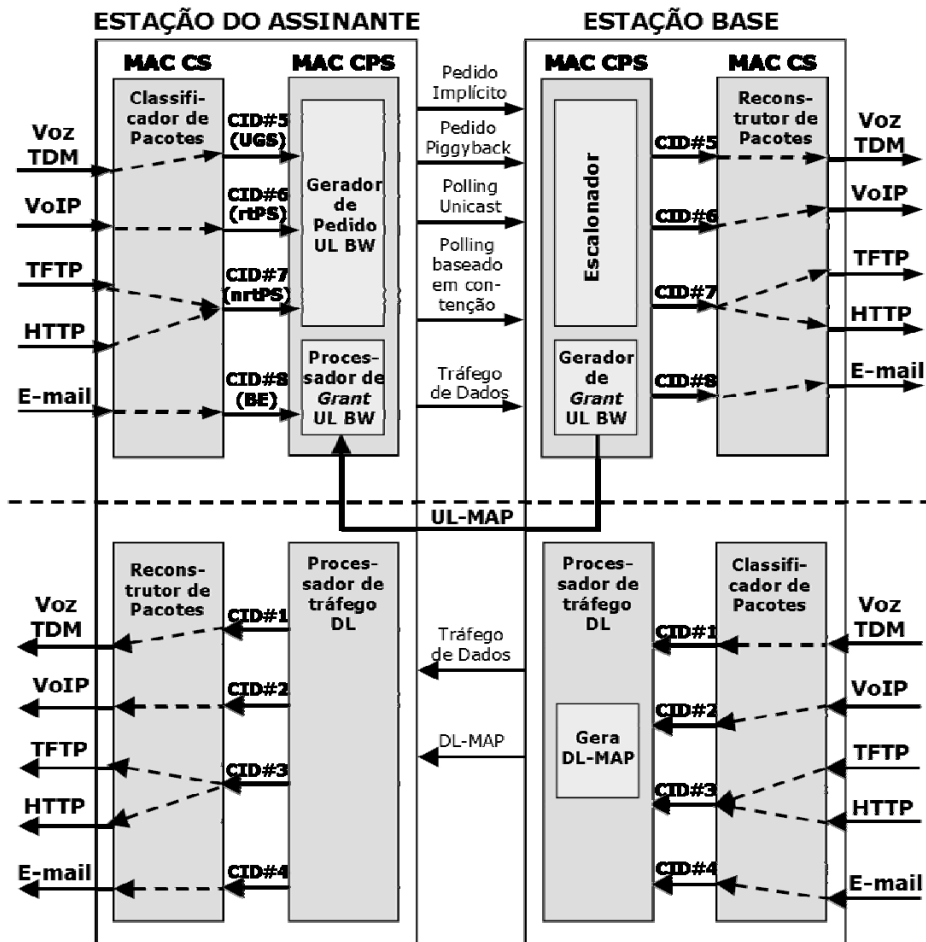 ESTAÇÃO DO ASSINANTE
ESTAÇÃO BASE
MAC CS
MAC CPS
MAC CPS
MAC CS
Classifi-
cador de
Pacotes
Voz
TDM
VoIP
TFTP
HTTP
E-mail
CID#5
(UGS)
CID#6
(rtPS)
CID#7
(nrtPS)
CID#8
(BE)
Gerador
de
Pedido
UL BW
Proces-
sador de
Grant
UL BW
Pedido
Implícito
Pedido
Piggyback
Polling
Unicast
Polling
baseado
em con-
tenção
Tráfego
de Dados
Escalonador
Gerador
de
Grant
UL BW
CID#5
CID#6
CID#7
CID#8
Recons-
trutor de
Pacotes
Voz
TDM
VoIP
TFTP
HTTP
E-mail
UL-MAP
Voz
TDM
VoIP
TFTP
HTTP
E-mail
Recons-
trutor de
Pacotes
CID#1
CID#2
CID#3
CID#4
Proces-
sador de
tráfego
DL
Tráfego
de Dados
DL-MAP
Proces-
sador de
tráfego
DL
Gera
DL-MAP
CID#1
CID#2
CID#3
CID#4
Classifi-
cador de
Pacotes
Voz
TDM
VoIP
TFTP
HTTP
E-mail